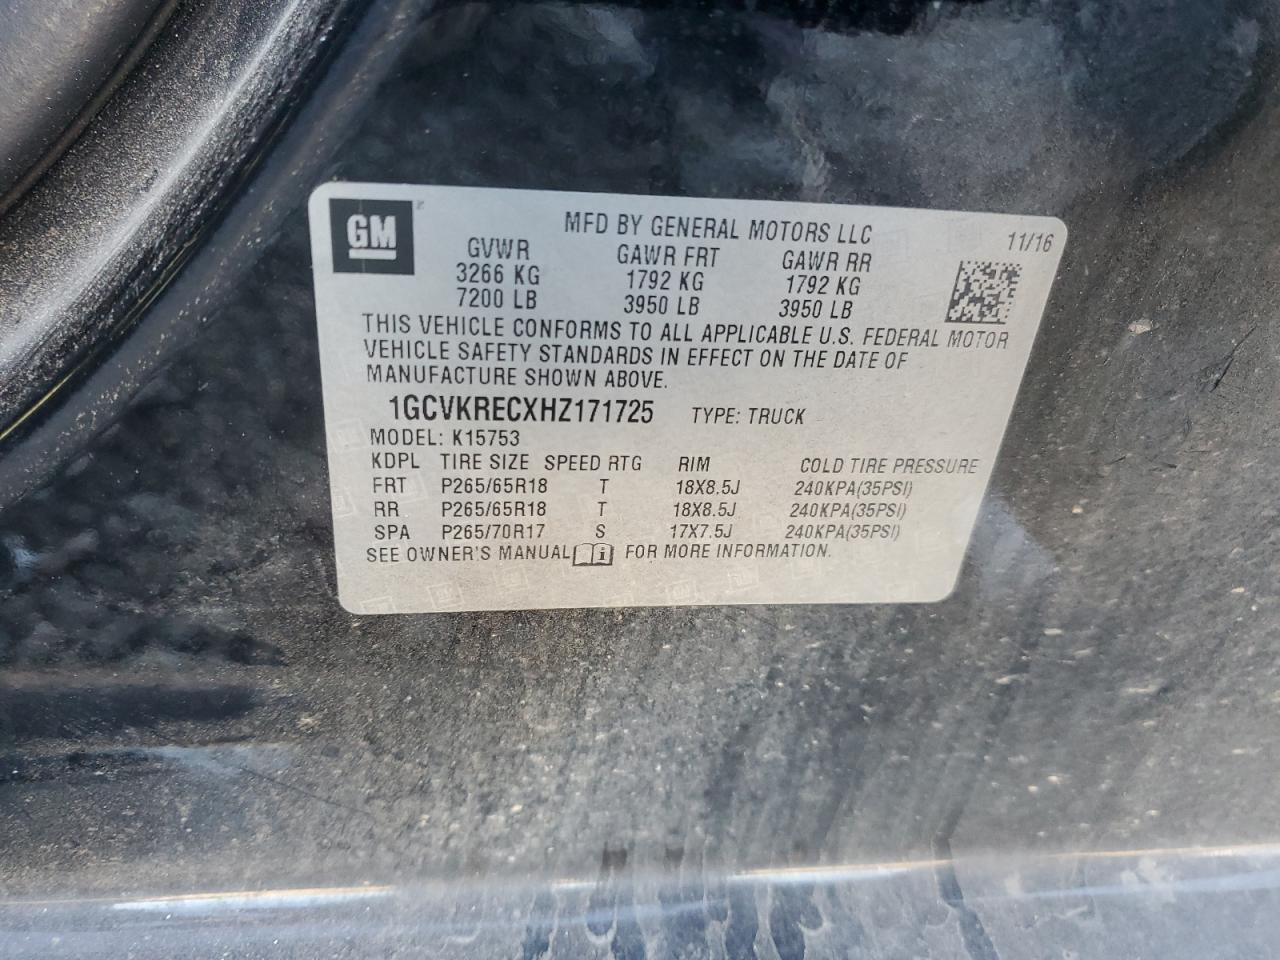 GM
MFD BY GENERAL MOTORS LLC
11/16
GVWR GAWR FRT GAWR RR
3266 KG 1792 KG 1792 KG
7200 LB 3950 LB 3950 LB
THIS VEHICLE CONFORMS TO ALL APPLICABLE U.S. FEDERAL MOTOR
VEHICLE SAFETY STANDARDS IN EFFECT ON THE DATE OF
MANUFACTURE SHOWN ABOVE.
1GCVKRECXHZ171725 TYPE: TRUCK
MODEL: K15753
KDPL TIRE SIZE SPEED RTG RIM COLD TIRE PRESSURE
FRT P265/65R18 T 18X8.5J 240KPA(35PSI)
RR P265/65R18 T 18X8.5J 240KPA(35PSI)
SPA P265/70R17 S 17X7.5J 240KPA(35PSI)
SEE OWNER'S MANUAL FOR MORE INFORMATION.